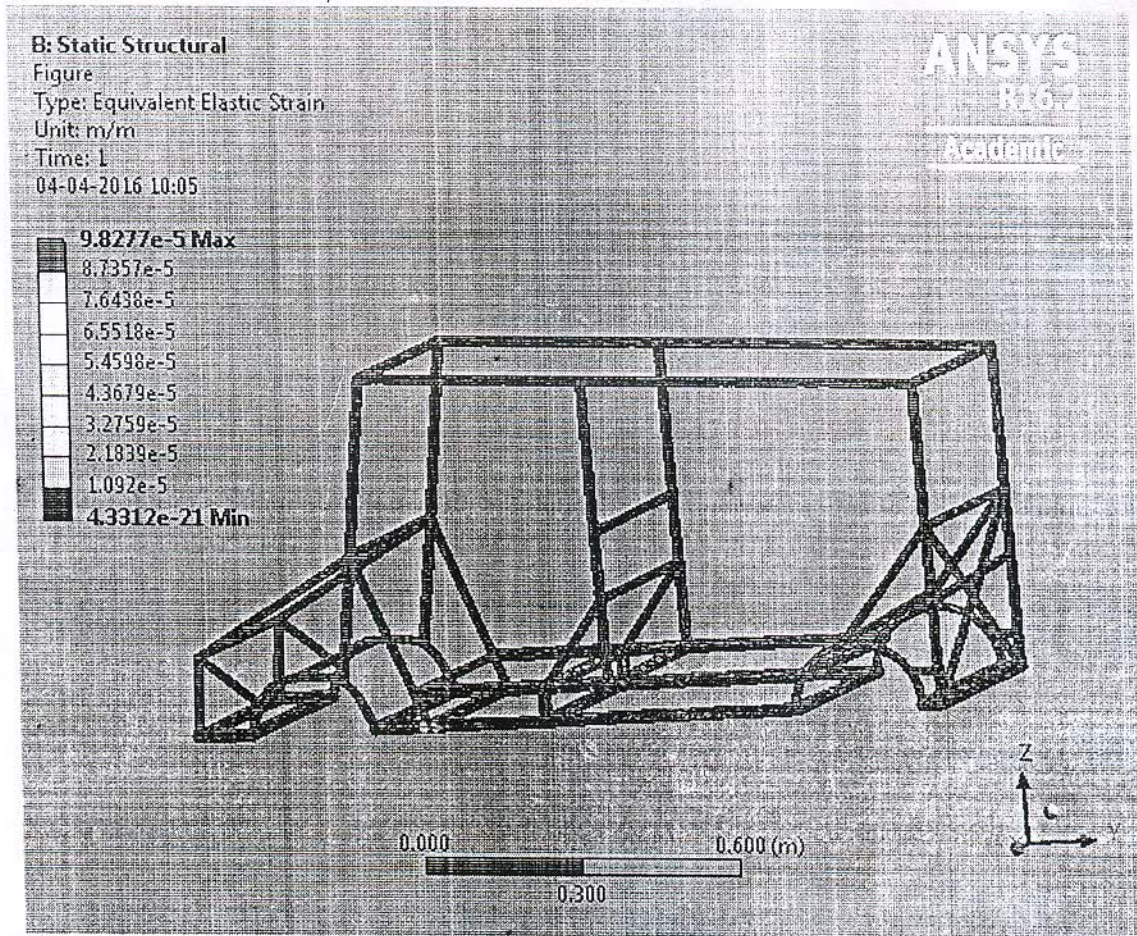 B: Static Structural
Figure
Type: Equivalent Elastic Strain
Unit: m/m
Time: 1
04-04-2016 10:05
ANSYS
R16.2
Academic
9.8277e-5 Max
8.7357e-5
7.6438e-5
6.5518e-5
5.4598e-5
4.3679e-5
3.2759e-5
2.1839e-5
1.092e-5
4.3312e-21 Min
Z
Y
0.000
0.600 (m)
0.300